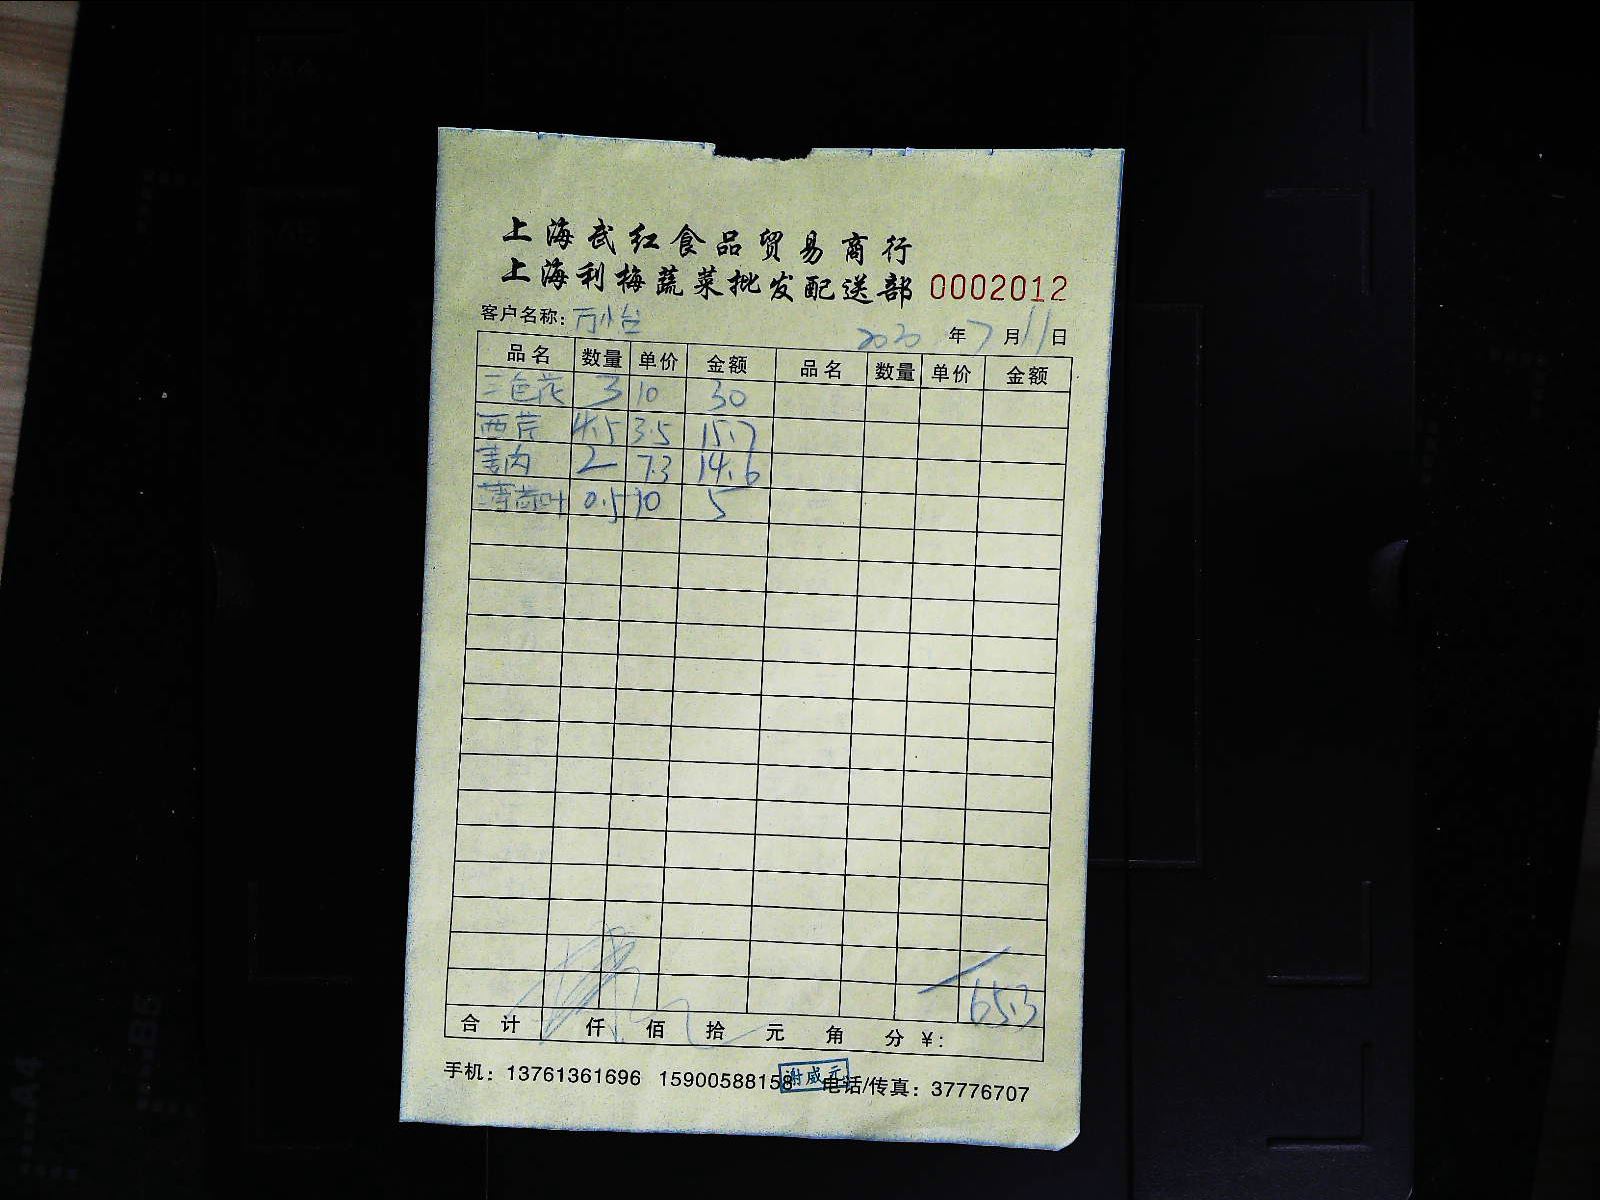 上海武红食品贸易商行
上海利梅蔬菜批发配送部 0002012
客户名称: 万小台 2020 年 7 月 11 日
品名 数量 单价 金额 品名 数量 单价 金额
三色花 3 10 30
西芹 4.5 3.5 15.7
姜肉 2 7.3 14.6
薄荷叶 0.5 10 5
65.3
合计 仟 佰 拾 元 角 分 ¥:
手机: 13761361696 15900588158 谢威元 电话/传真: 37776707